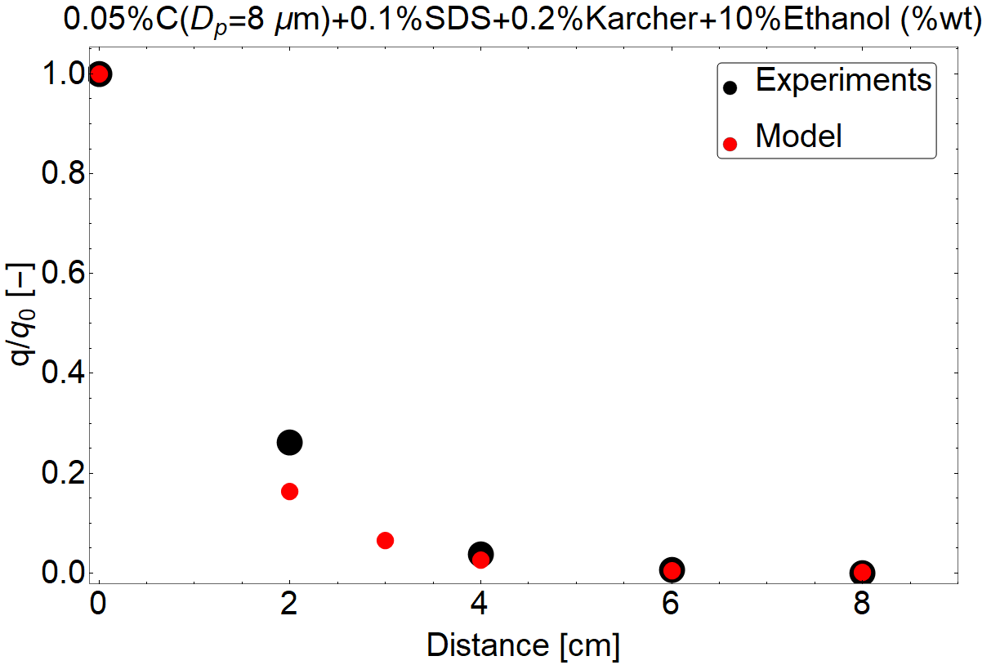 0.05%C(Dp=8 μm)+0.1%SDS+0.2%Karcher+10%Ethanol (%wt)
Experiments
Model
1.0
0.8
0.6
0.4
0.2
0.0
q/q0 [−]
0 2 4 6 8
Distance [cm]